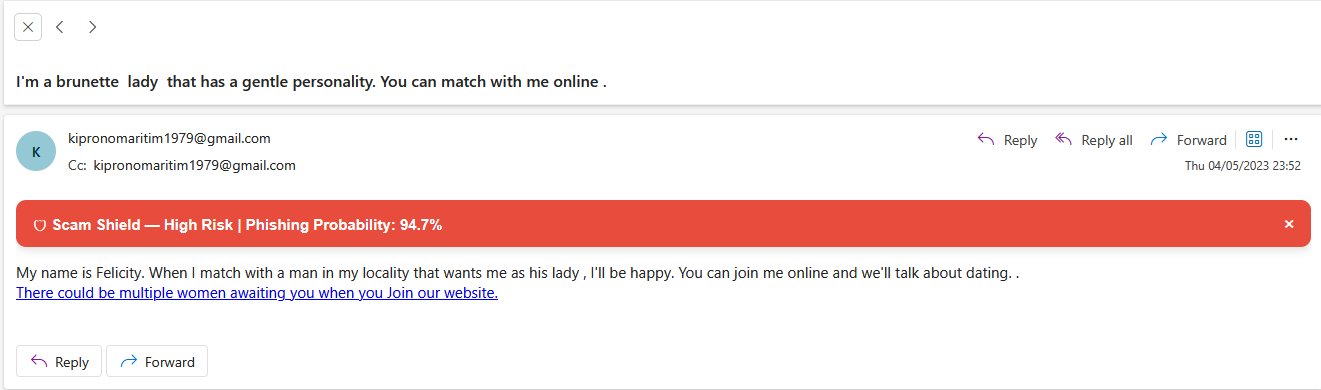 I'm a brunette  lady  that has a gentle personality. You can match with me online .
K
kipronomaritim1979@gmail.com
Cc: kipronomaritim1979@gmail.com
Reply
Reply all
Forward
Thu 04/05/2023 23:52
Scam Shield — High Risk | Phishing Probability: 94.7%
My name is Felicity. When I match with a man in my locality that wants me as his lady , I'll be happy. You can join me online and we'll talk about dating. .
There could be multiple women awaiting you when you Join our website.
Reply
Forward